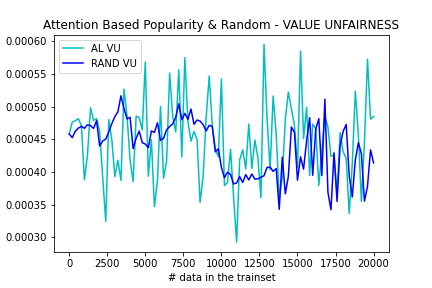 Attention Based Popularity & Random - VALUE UNFAIRNESS
AL VU
RAND VU
0.00060
0.00055
0.00050
0.00045
0.00040
0.00035
0.00030
0 2500 5000 7500 10000 12500 15000 17500 20000
# data in the trainset